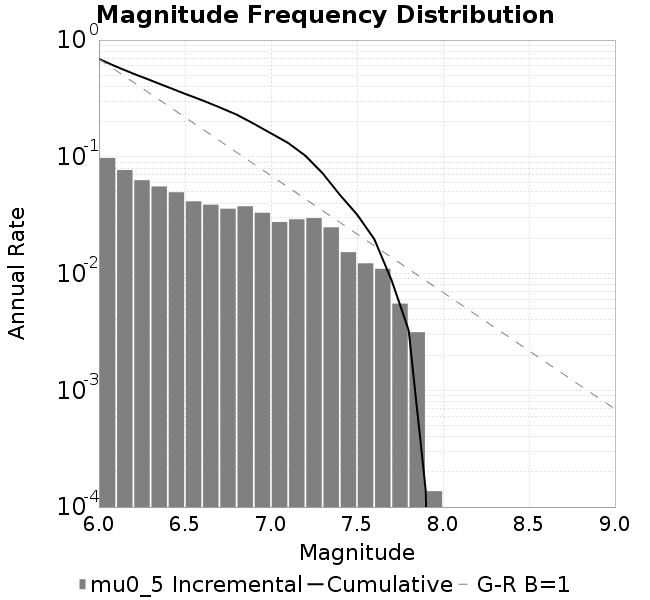 Magnitude Frequency Distribution
10^0
10^-1
10^-2
10^-3
10^-4
Annual Rate
6.0 6.5 7.0 7.5 8.0 8.5 9.0
Magnitude
mu0_5 Incremental Cumulative G-R B=1